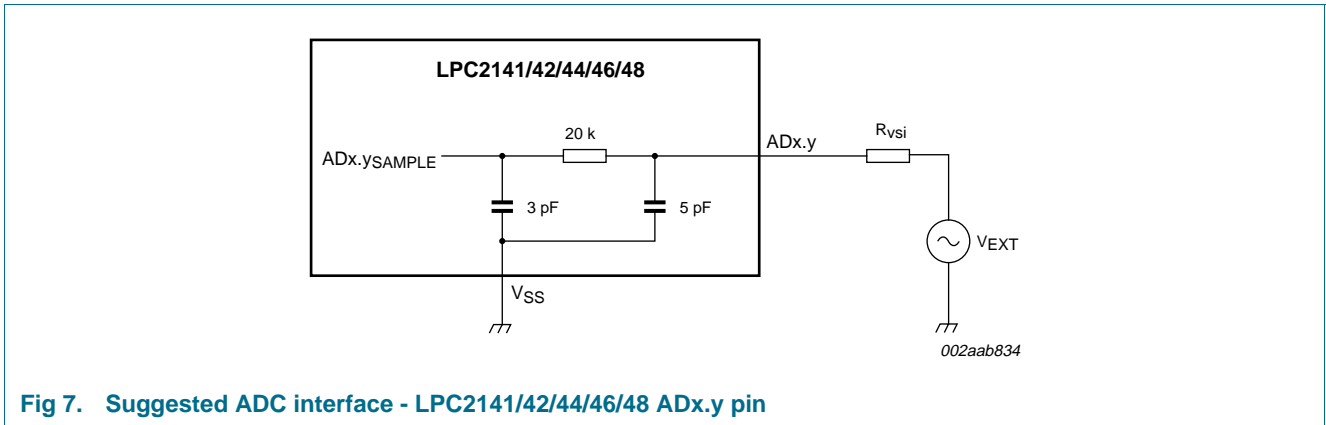 LPC2141/42/44/46/48
20 k
ADx.y
Rvsi
ADx.ySAMPLE
3 pF
5 pF
VEXT
VSS
002aab834
Fig 7. Suggested ADC interface - LPC2141/42/44/46/48 ADx.y pin